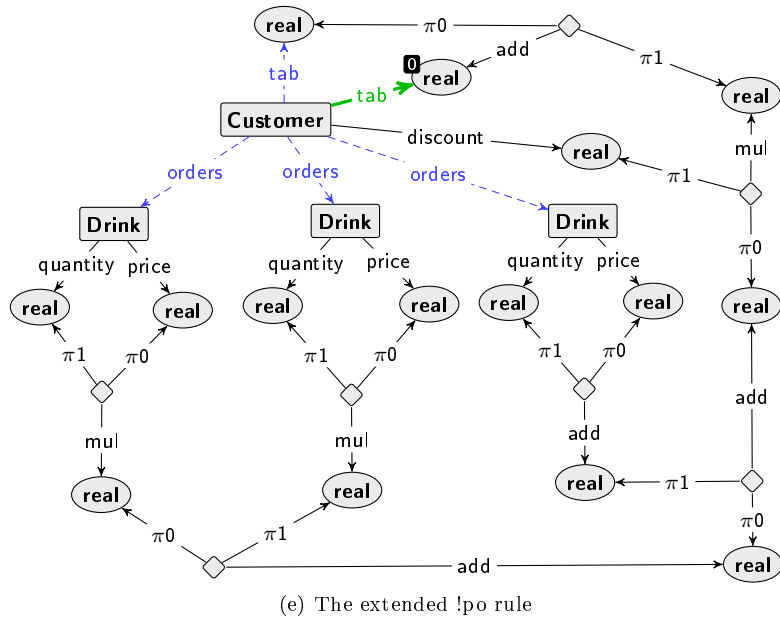 real
π0
add
0
real
π1
tab
tab
real
Customer
discount
real
mul
orders
orders
orders
π1
Drink
Drink
Drink
π0
quantity
price
quantity
price
quantity
price
real
real
real
real
real
real
real
π1
π0
π1
π0
π1
π0
add
mul
mul
add
real
real
real
π1
π0
π0
π1
add
real
(e) The extended !po rule